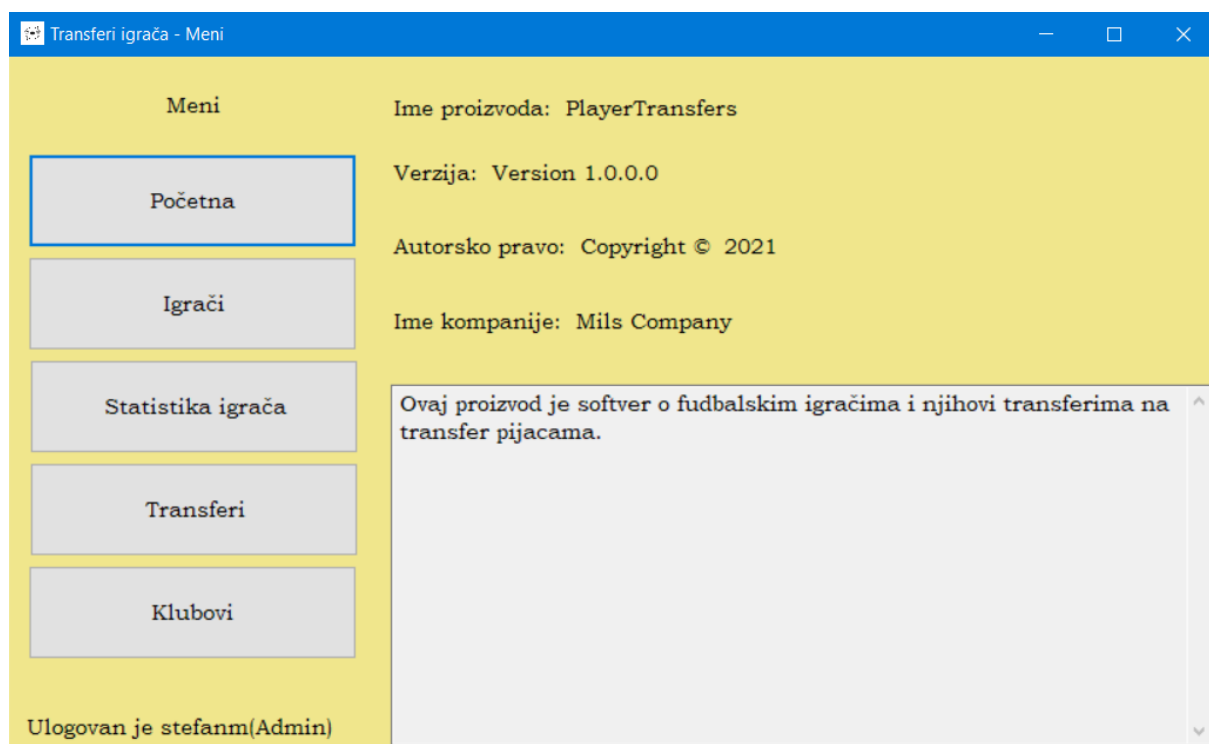 Transferi igrača - Meni
Meni
Početna
Igrači
Statistika igrača
Transferi
Klubovi
Ulogovan je stefanm(Admin)
Ime proizvoda: PlayerTransfers
Verzija: Version 1.0.0.0
Autorsko pravo: Copyright © 2021
Ime kompanije: Mils Company
Ovaj proizvod je softver o fudbalskim igračima i njihovi transferima na
transfer pijacama.